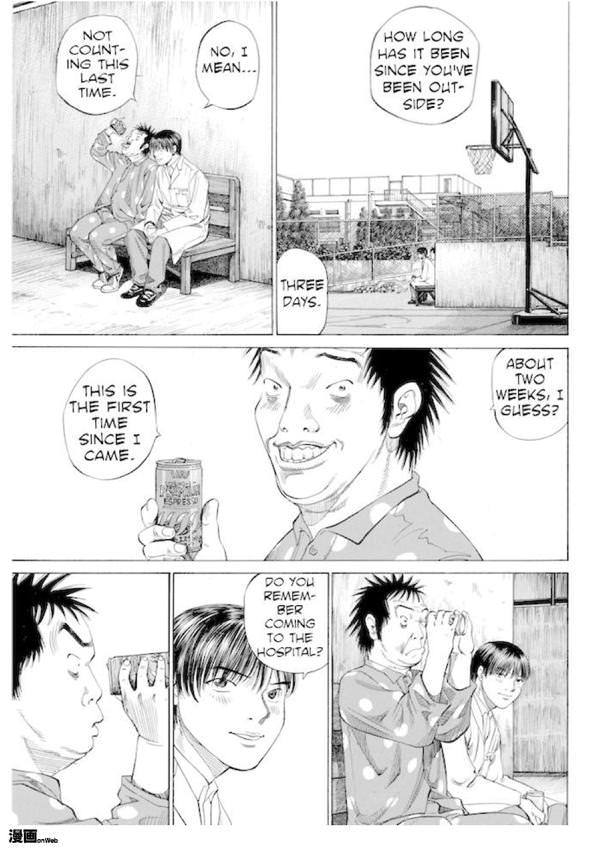 HOW LONG
HAS IT BEEN
SINCE YOU'VE
BEEN OUT-
SIDE?
THREE
DAYS.
NO, I
MEAN...
NOT
COUNT-
ING THIS
LAST
TIME.
ABOUT
TWO
WEEKS, I
GUESS?
THIS IS
THE FIRST
TIME
SINCE I
CAME.
ESPRESSO
DO YOU
REMEM-
BER
COMING
TO THE
HOSPITAL?
漫画onWeb